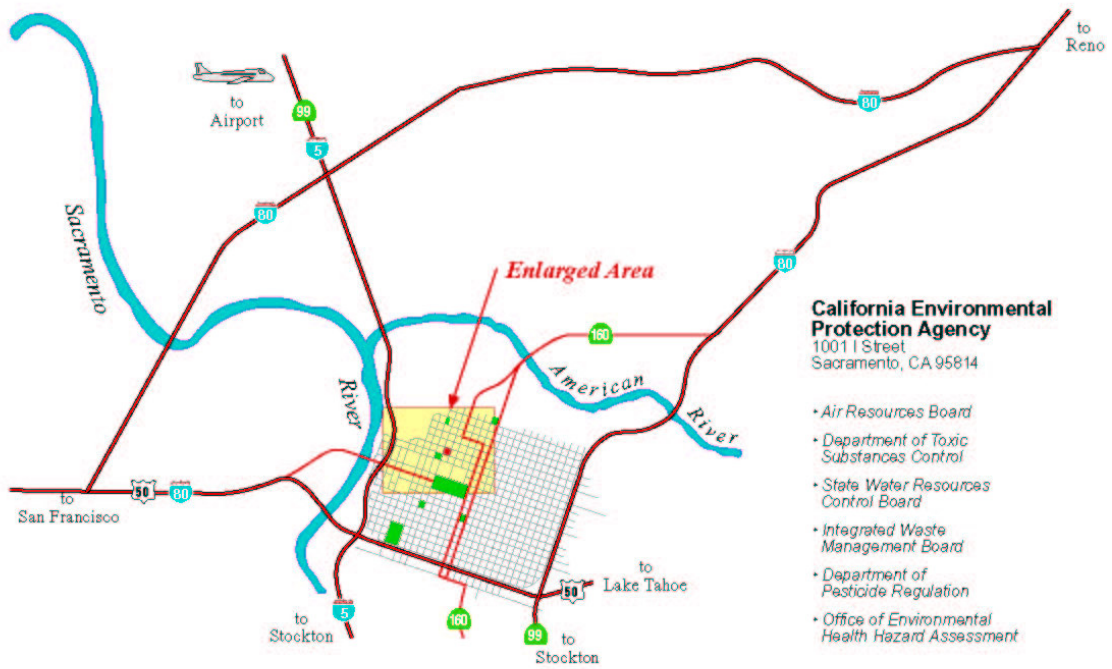 to
Reno
to
Airport
99
5
80
80
80
Sacramento
River
Enlarged Area
160
American
River
California Environmental
Protection Agency
1001 I Street
Sacramento, CA 95814
‣ Air Resources Board
‣ Department of Toxic
Substances Control
‣ State Water Resources
Control Board
‣ Integrated Waste
Management Board
‣ Department of
Pesticide Regulation
‣ Office of Environmental
Health Hazard Assessment
50
80
to
San Francisco
to
Lake Tahoe
50
to
Stockton
5
160
99
to
Stockton